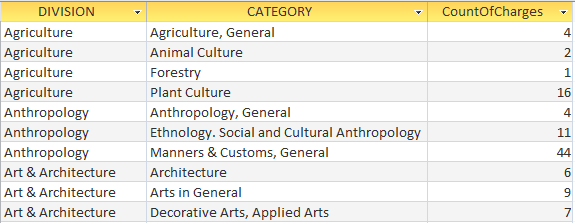 DIVISION CATEGORY CountOfCharges
Agriculture Agriculture, General 4
Agriculture Animal Culture 2
Agriculture Forestry 1
Agriculture Plant Culture 16
Anthropology Anthropology, General 4
Anthropology Ethnology. Social and Cultural Anthropology 11
Anthropology Manners & Customs, General 44
Art & Architecture Architecture 6
Art & Architecture Arts in General 9
Art & Architecture Decorative Arts, Applied Arts 7